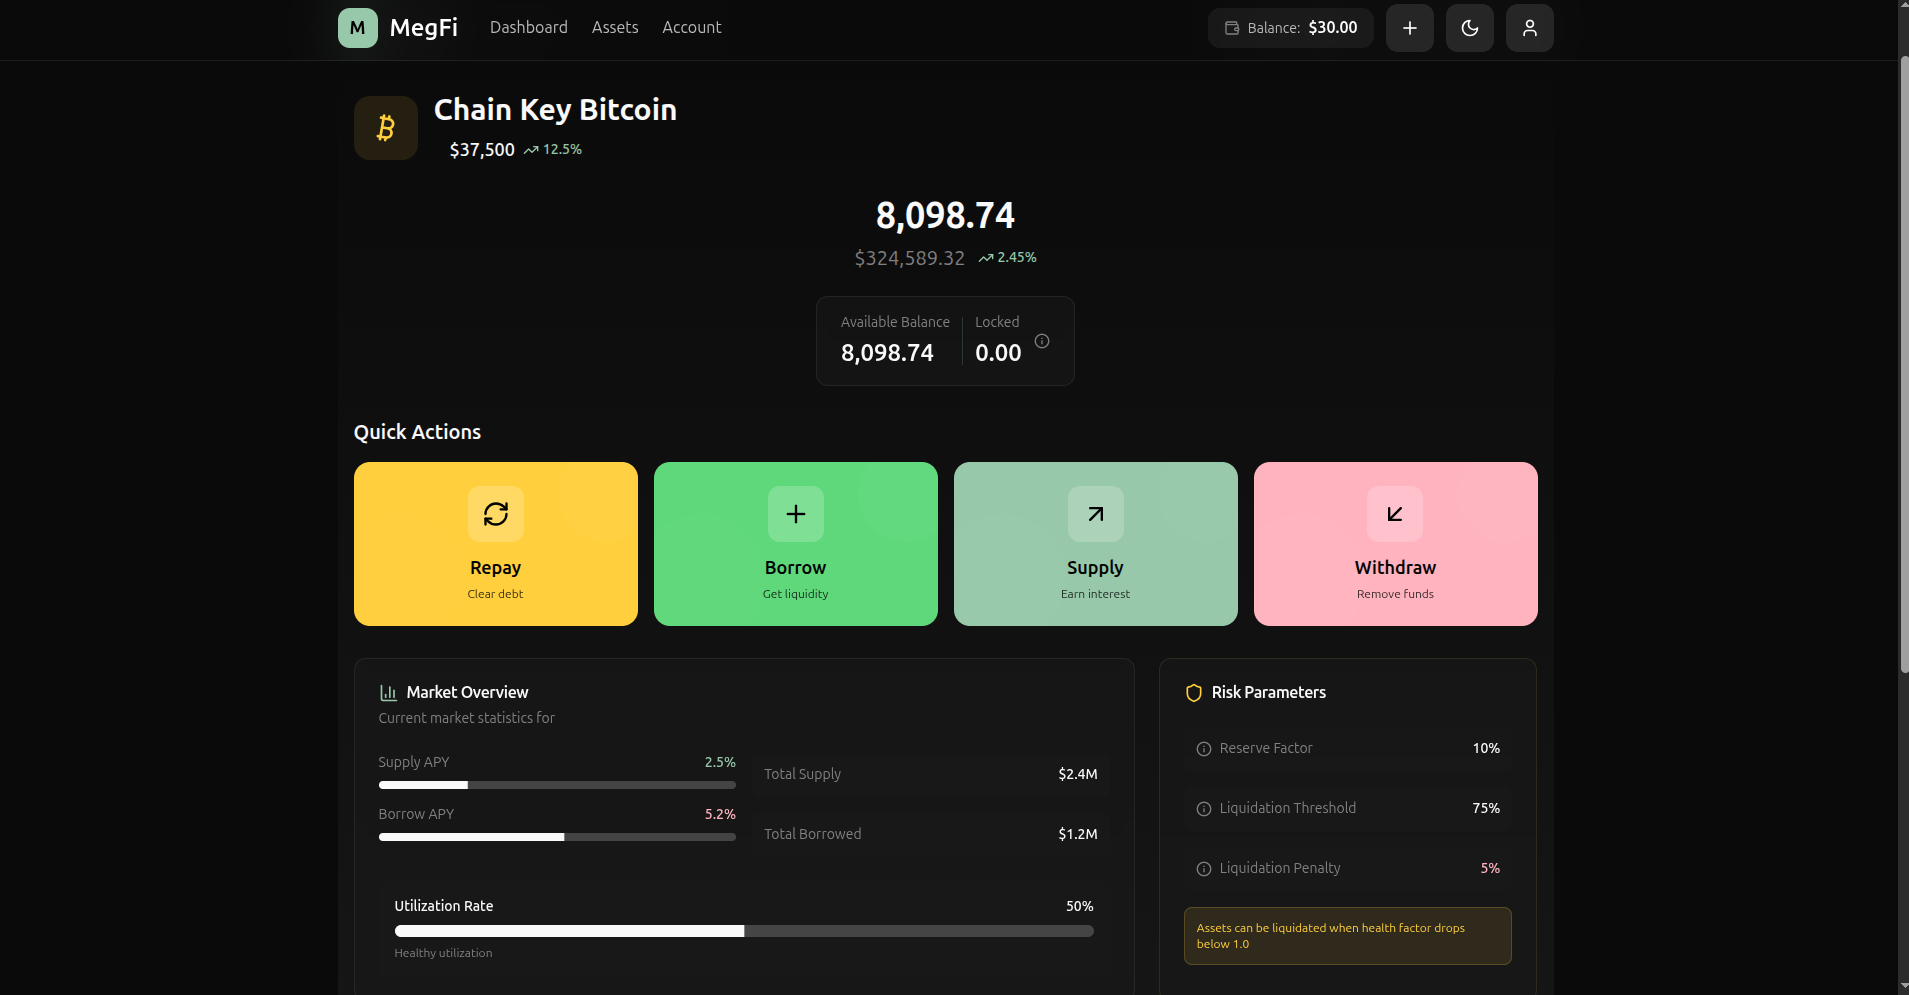 M MegFi Dashboard Assets Account Balance: $30.00
Chain Key Bitcoin
$37,500 12.5%
8,098.74
$324,589.32 2.45%
Available Balance Locked
8,098.74 0.00
Quick Actions
Repay
Clear debt
Borrow
Get liquidity
Supply
Earn interest
Withdraw
Remove funds
Market Overview
Current market statistics for
Supply APY 2.5%
Borrow APY 5.2%
Total Supply $2.4M
Total Borrowed $1.2M
Utilization Rate 50%
Healthy utilization
Risk Parameters
Reserve Factor 10%
Liquidation Threshold 75%
Liquidation Penalty 5%
Assets can be liquidated when health factor drops
below 1.0